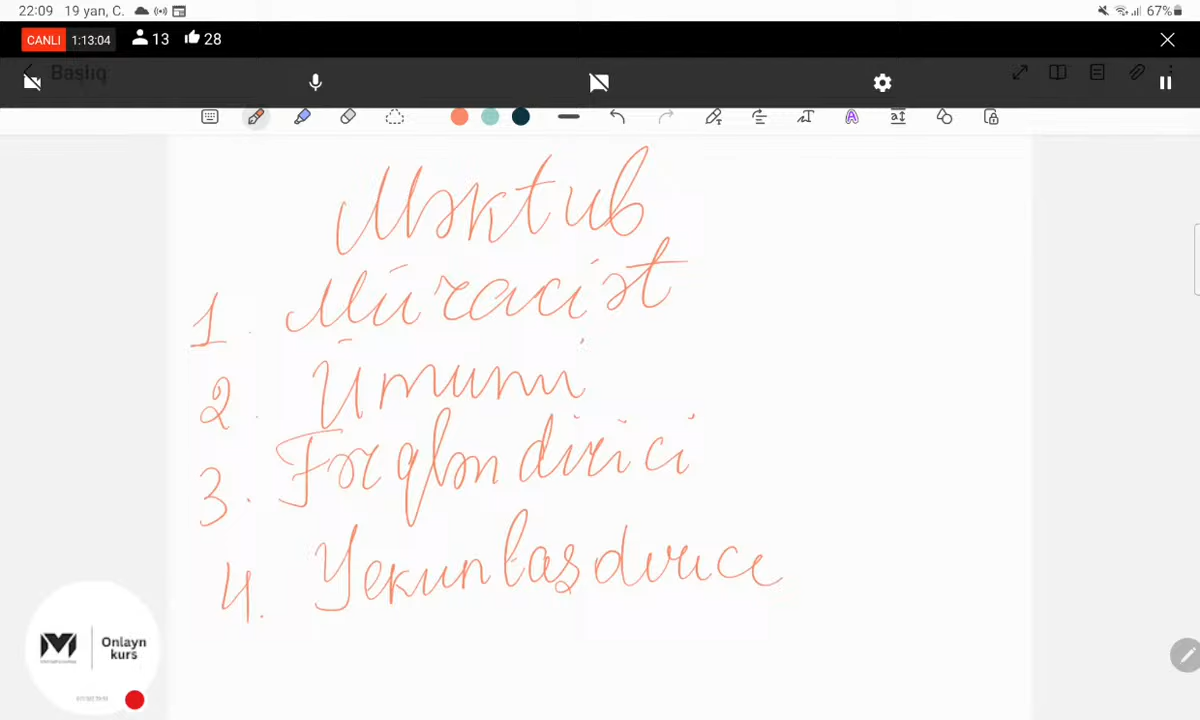 22:09 19 yan, C. 67%
CANLI 1:13:04 13 28
Başlıq
Məktub
1. Müraciət
2. Ümumi
3. Fərqləndirici
4. Yekunlaşdırıcı
M Onlayn kurs